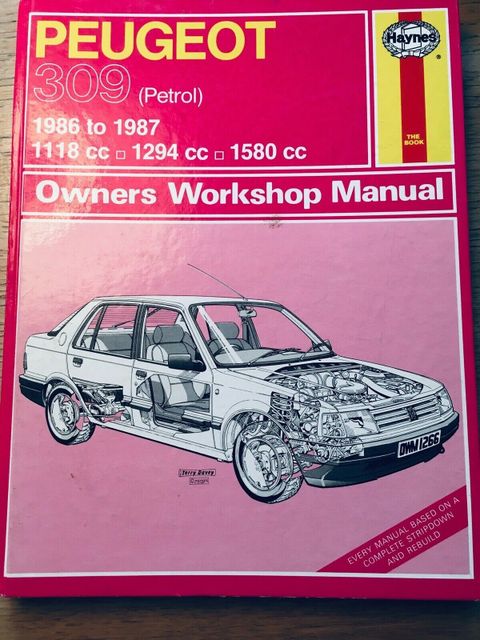 PEUGEOT
309 (Petrol)
1986 to 1987
1118 cc □ 1294 cc □ 1580 cc
Haynes
®
THE
BOOK
Owners Workshop Manual
Terry Davey
OWM 1266
EVERY MANUAL BASED ON A
COMPLETE STRIPDOWN
AND REBUILD